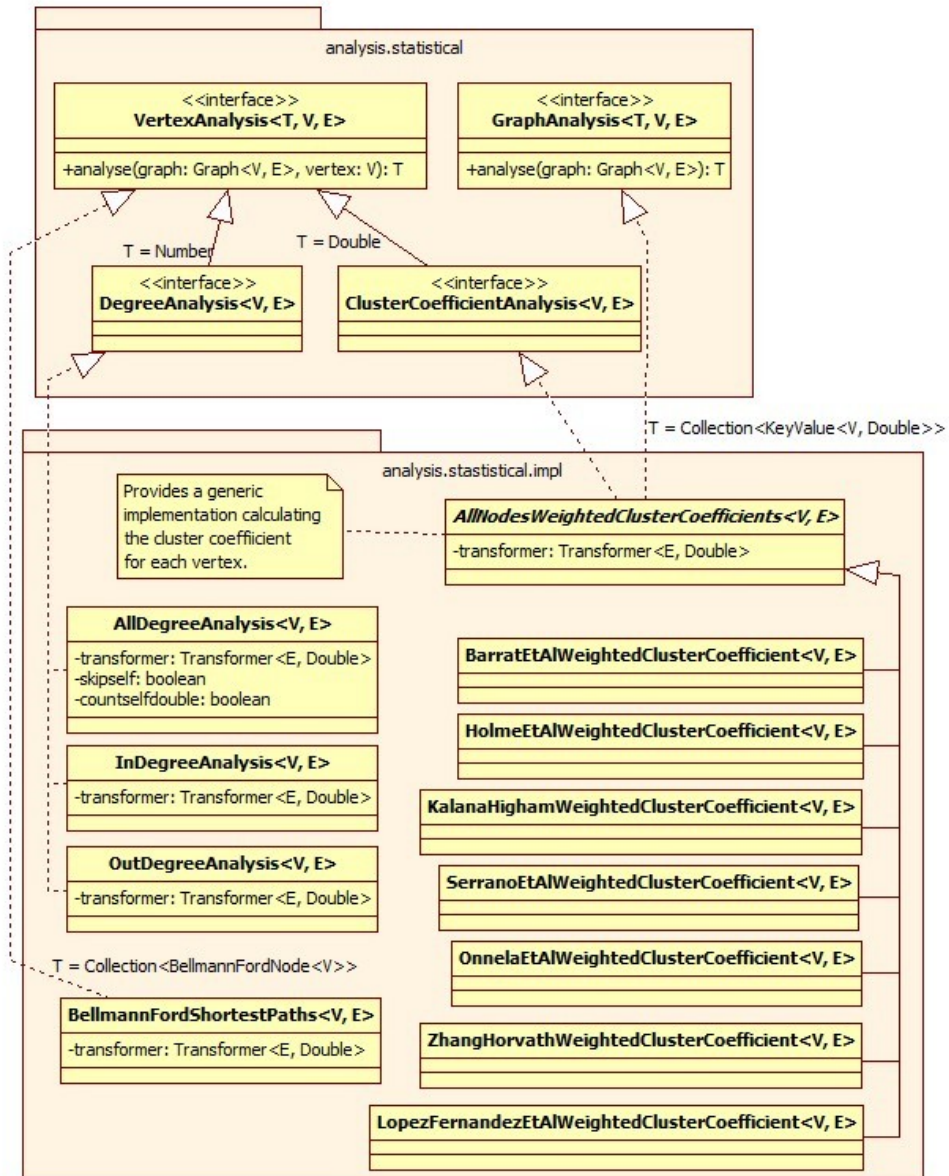 analysis.statistical
<<interface>>
VertexAnalysis<T, V, E>
+analyse(graph: Graph<V, E>, vertex: V): T
<<interface>>
GraphAnalysis<T, V, E>
+analyse(graph: Graph<V, E>): T
T = Number
T = Double
<<interface>>
DegreeAnalysis<V, E>
<<interface>>
ClusterCoefficientAnalysis<V, E>
T = Collection<KeyValue<V, Double>>
analysis.stastistical.impl
Provides a generic
implementation calculating
the cluster coeffiicient
for each vertex.
AllNodesWeightedClusterCoefficients<V, E>
-transformer: Transformer<E, Double>
AllDegreeAnalysis<V, E>
-transformer: Transformer<E, Double>
-skipself: boolean
-countselfdouble: boolean
InDegreeAnalysis<V, E>
-transformer: Transformer<E, Double>
OutDegreeAnalysis<V, E>
-transformer: Transformer<E, Double>
T = Collection<BellmannFordNode<V>>
BellmannFordShortestPaths<V, E>
-transformer: Transformer<E, Double>
BarratEtAlWeightedClusterCoefficient<V, E>
HolmeEtAlWeightedClusterCoefficient<V, E>
KalanaHighamWeightedClusterCoefficient<V, E>
SerranoEtAlWeightedClusterCoefficient<V, E>
OnnelaEtAlWeightedClusterCoefficient<V, E>
ZhangHorvathWeightedClusterCoefficient<V, E>
LopezFernandezEtAlWeightedClusterCoefficient<V, E>